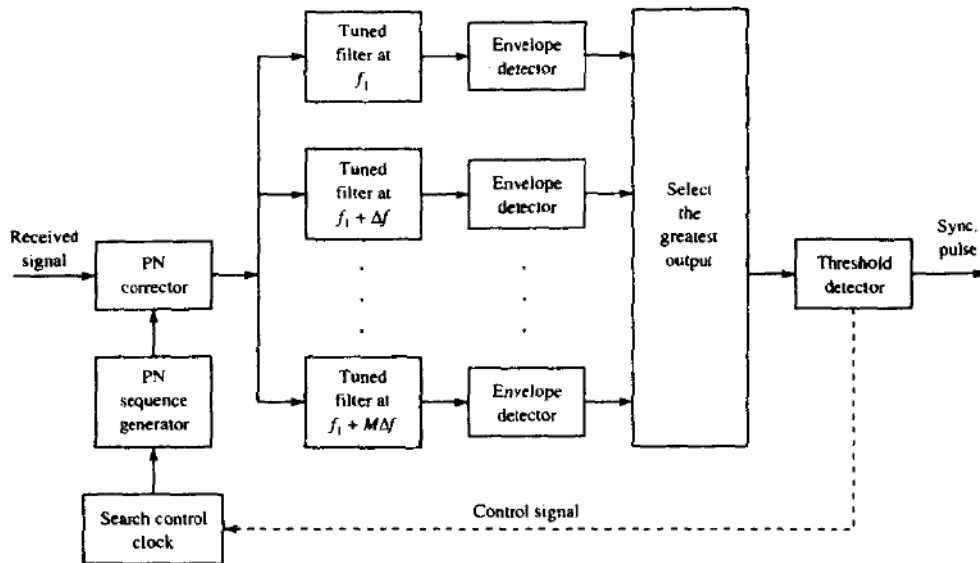 Tuned
filter at
f₁
Envelope
detector
Tuned
filter at
f₁ + Δf
Envelope
detector
Select
the
greatest
output
Received
signal
PN
corrector
Threshold
detector
Sync.
pulse
PN
sequence
generator
Tuned
filter at
f₁ + MΔf
Envelope
detector
Search control
clock
Control signal